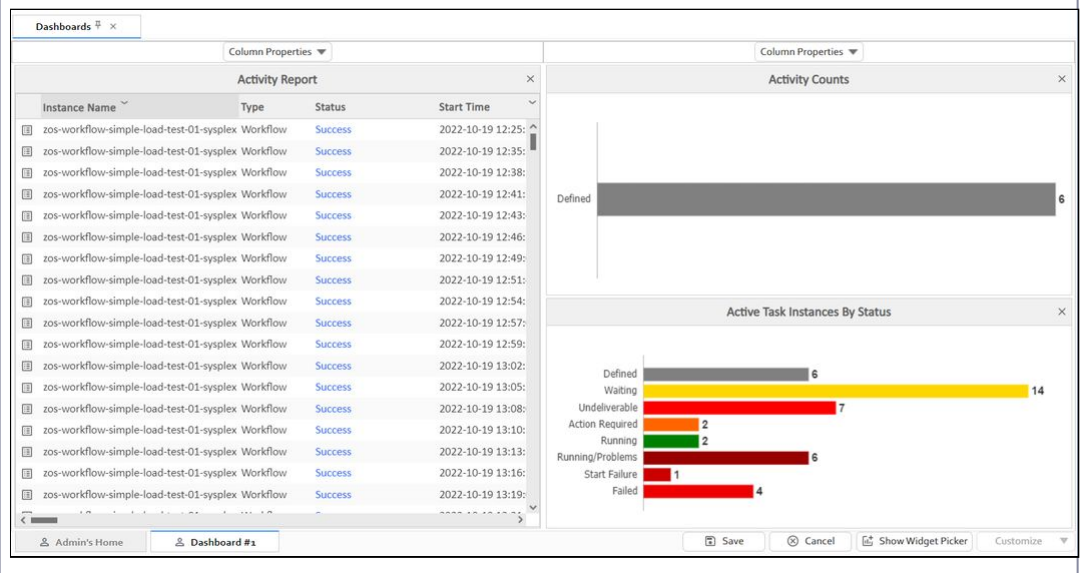 Dashboards
Column Properties
Column Properties
Activity Report
Instance Name Type Status Start Time
zos-workflow-simple-load-test-01-sysplex Workflow Success 2022-10-19 12:25:
zos-workflow-simple-load-test-01-sysplex Workflow Success 2022-10-19 12:35:
zos-workflow-simple-load-test-01-sysplex Workflow Success 2022-10-19 12:38:
zos-workflow-simple-load-test-01-sysplex Workflow Success 2022-10-19 12:41:
zos-workflow-simple-load-test-01-sysplex Workflow Success 2022-10-19 12:43:
zos-workflow-simple-load-test-01-sysplex Workflow Success 2022-10-19 12:46:
zos-workflow-simple-load-test-01-sysplex Workflow Success 2022-10-19 12:49:
zos-workflow-simple-load-test-01-sysplex Workflow Success 2022-10-19 12:51:
zos-workflow-simple-load-test-01-sysplex Workflow Success 2022-10-19 12:54:
zos-workflow-simple-load-test-01-sysplex Workflow Success 2022-10-19 12:57:
zos-workflow-simple-load-test-01-sysplex Workflow Success 2022-10-19 12:59:
zos-workflow-simple-load-test-01-sysplex Workflow Success 2022-10-19 13:02:
zos-workflow-simple-load-test-01-sysplex Workflow Success 2022-10-19 13:05:
zos-workflow-simple-load-test-01-sysplex Workflow Success 2022-10-19 13:08:
zos-workflow-simple-load-test-01-sysplex Workflow Success 2022-10-19 13:10:
zos-workflow-simple-load-test-01-sysplex Workflow Success 2022-10-19 13:13:
zos-workflow-simple-load-test-01-sysplex Workflow Success 2022-10-19 13:16:
zos-workflow-simple-load-test-01-sysplex Workflow Success 2022-10-19 13:19:
Activity Counts
Defined 6
Active Task Instances By Status
Defined 6
Waiting 14
Undeliverable 7
Action Required 2
Running 2
Running/Problems 6
Start Failure 1
Failed 4
Admin's Home
Dashboard #1
Save
Cancel
Show Widget Picker
Customize